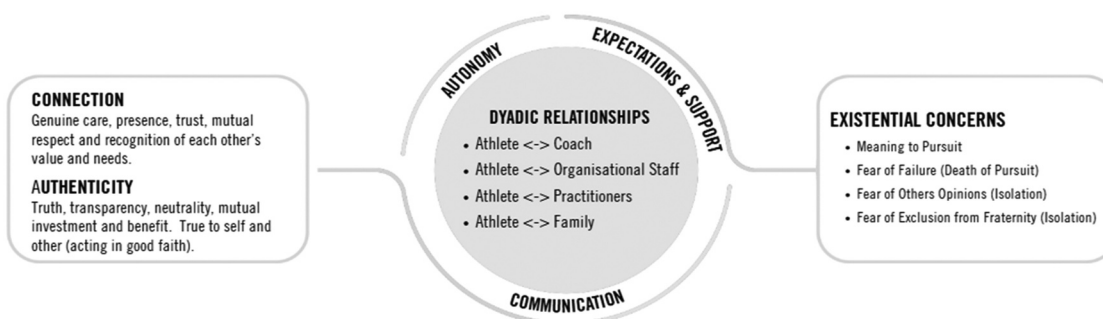 CONNECTION
Genuine care, presence, trust, mutual
respect and recognition of each other's
value and needs.
AUTHENTICITY
Truth, transparency, neutrality, mutual
investment and benefit. True to self and
other (acting in good faith).
AUTONOMY
EXPECTATIONS & SUPPORT
DYADIC RELATIONSHIPS
• Athlete <-> Coach
• Athlete <-> Organisational Staff
• Athlete <-> Practitioners
• Athlete <-> Family
COMMUNICATION
EXISTENTIAL CONCERNS
• Meaning to Pursuit
• Fear of Failure (Death of Pursuit)
• Fear of Others Opinions (Isolation)
• Fear of Exclusion from Fraternity (Isolation)